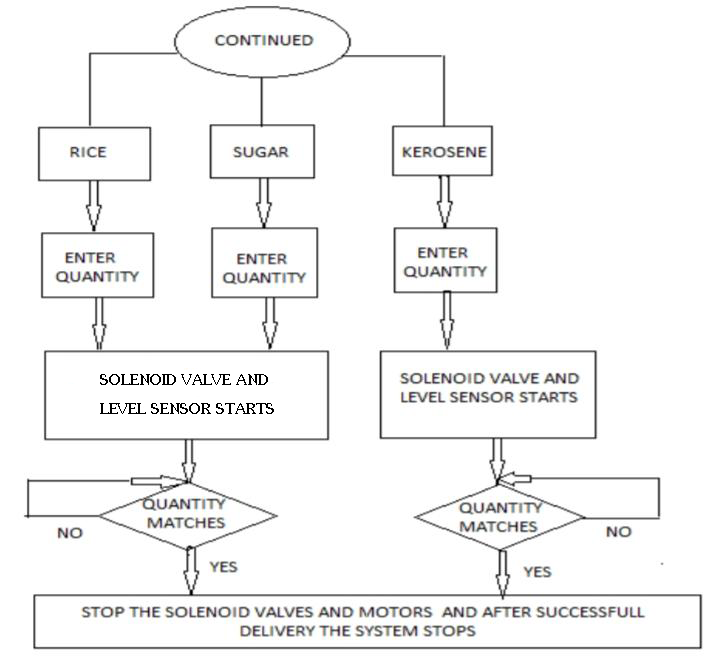 CONTINUED
RICE
SUGAR
KEROSENE
ENTER
QUANTITY
ENTER
QUANTITY
ENTER
QUANTITY
SOLENOID VALVE AND
LEVEL SENSOR STARTS
SOLENOID VALVE AND
LEVEL SENSOR STARTS
QUANTITY
MATCHES
NO
YES
QUANTITY
MATCHES
NO
YES
STOP THE SOLENOID VALVES AND MOTORS AND AFTER SUCCESSFULL
DELIVERY THE SYSTEM STOPS